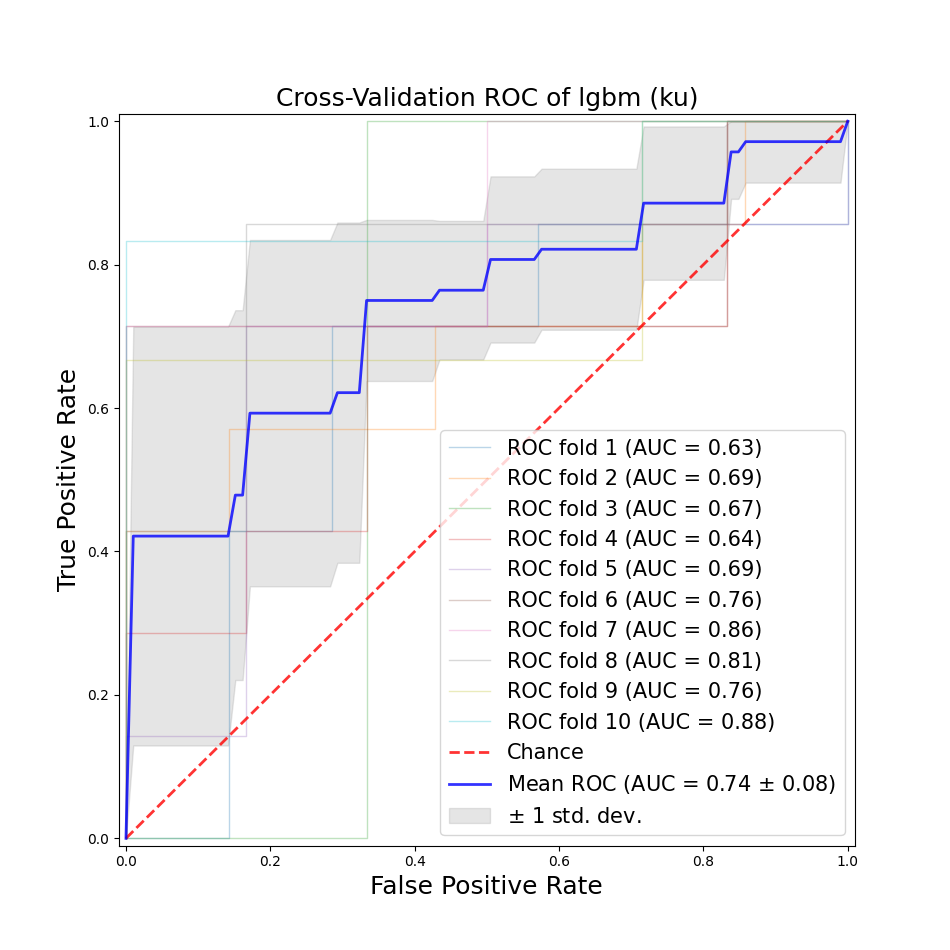 Cross-Validation ROC of lgbm (ku)
True Positive Rate
1.0
0.8
0.6
0.4
0.2
0.0
ROC fold 1 (AUC = 0.63)
ROC fold 2 (AUC = 0.69)
ROC fold 3 (AUC = 0.67)
ROC fold 4 (AUC = 0.64)
ROC fold 5 (AUC = 0.69)
ROC fold 6 (AUC = 0.76)
ROC fold 7 (AUC = 0.86)
ROC fold 8 (AUC = 0.81)
ROC fold 9 (AUC = 0.76)
ROC fold 10 (AUC = 0.88)
Chance
Mean ROC (AUC = 0.74 ± 0.08)
± 1 std. dev.
0.0 0.2 0.4 0.6 0.8 1.0
False Positive Rate